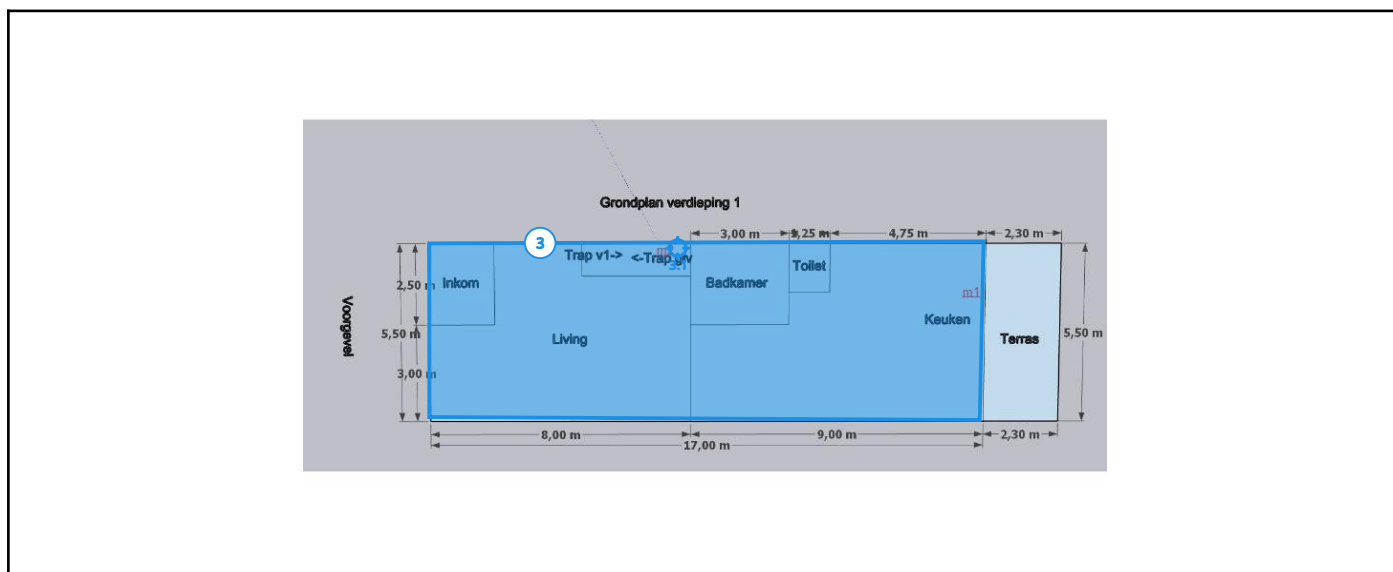 Grondplan verdieping 1
3,00 m 1,25 m 4,75 m 2,30 m
3
Trap v1-> <-Trap
3.1
Toilet
Inkom
Badkamer
2,50 m
m1
Voorgevel
5,50 m
Keuken
5,50 m
Living
Terras
3,00 m
8,00 m 9,00 m 2,30 m
17,00 m